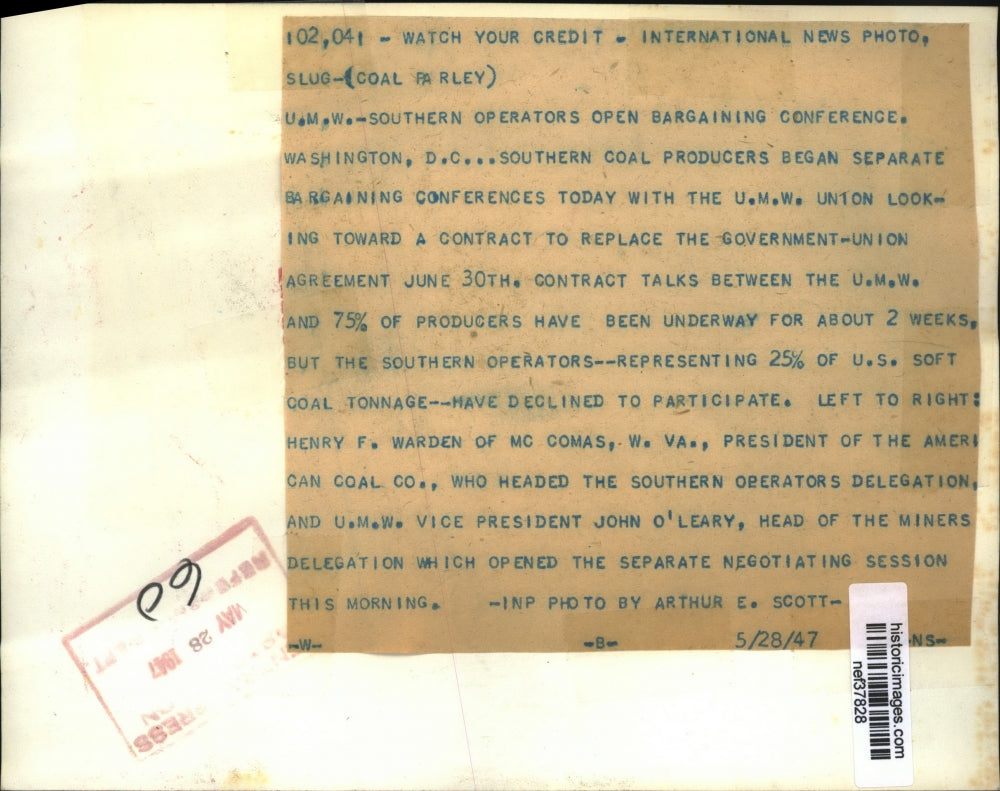 102,041 - WATCH YOUR CREDIT - INTERNATIONAL NEWS PHOTO,
SLUG-(COAL PARLEY)
U.M.W.-SOUTHERN OPERATORS OPEN BARGAINING CONFERENCE.
WASHINGTON, D.C...SOUTHERN COAL PRODUCERS BEGAN SEPARATE
BARGAINING CONFERENCES TODAY WITH THE U.M.W. UNION LOOK-
ING TOWARD A CONTRACT TO REPLACE THE GOVERNMENT-UNION
AGREEMENT JUNE 30TH. CONTRACT TALKS BETWEEN THE U.M.W.
AND 75% OF PRODUCERS HAVE BEEN UNDERWAY FOR ABOUT 2 WEEKS,
BUT THE SOUTHERN OPERATORS--REPRESENTING 25% OF U.S. SOFT
COAL TONNAGE--HAVE DECLINED TO PARTICIPATE. LEFT TO RIGHT:
HENRY F. WARDEN OF MC COMAS, W. VA., PRESIDENT OF THE AMERI
CAN COAL CO., WHO HEADED THE SOUTHERN OPERATORS DELEGATION,
AND U.M.W. VICE PRESIDENT JOHN O'LEARY, HEAD OF THE MINERS
DELEGATION WHICH OPENED THE SEPARATE NEGOTIATING SESSION
THIS MORNING. -INP PHOTO BY ARTHUR E. SCOTT-
-W- -B- 5/28/47 NS-
MAY 28 1947
historicimages.com
nef37828